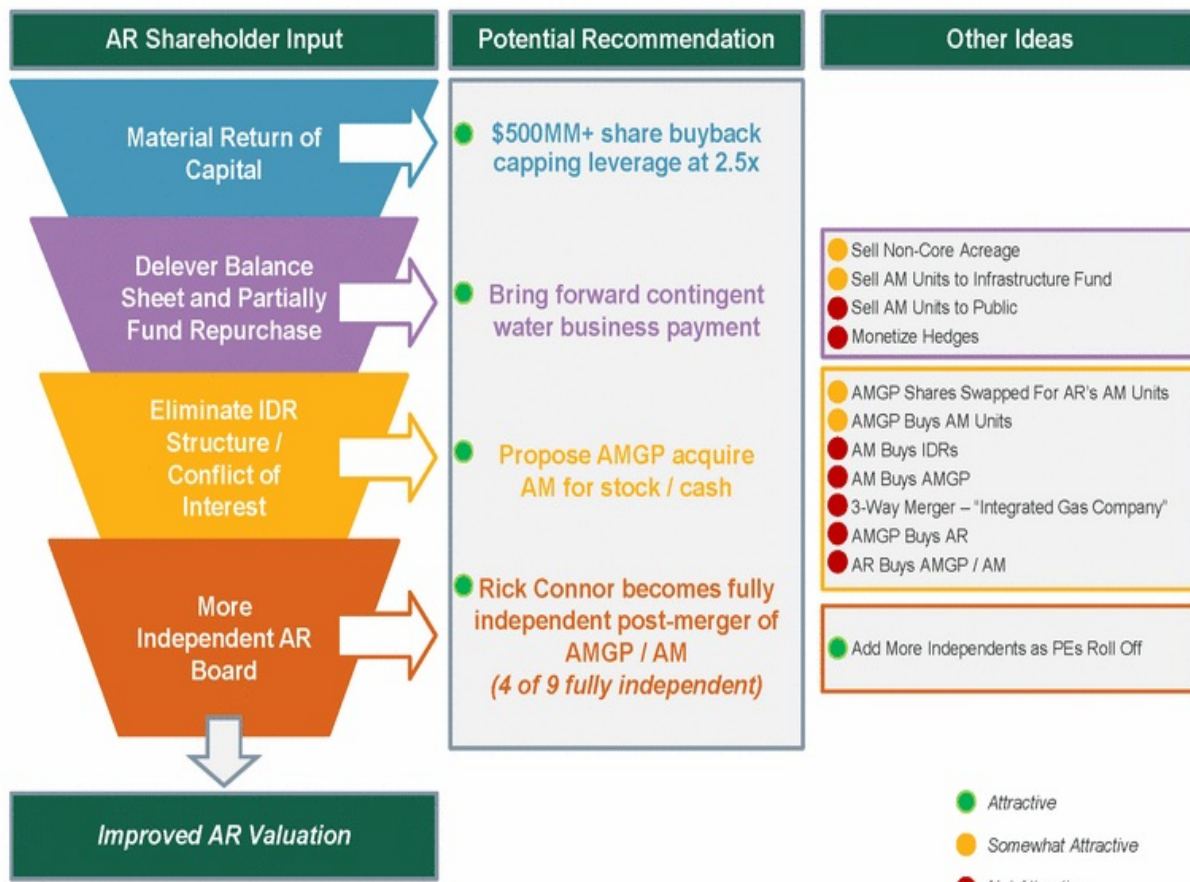 AR Shareholder Input
Potential Recommendation
Other Ideas
Material Return of
Capital
$500MM+ share buyback
capping leverage at 2.5x
Delever Balance
Sheet and Partially
Fund Repurchase
Bring forward contingent
water business payment
Sell Non-Core Acreage
Sell AM Units to Infrastructure Fund
Sell AM Units to Public
Monetize Hedges
Eliminate IDR
Structure /
Conflict of
Interest
Propose AMGP acquire
AM for stock / cash
AMGP Shares Swapped For AR's AM Units
AMGP Buys AM Units
AM Buys IDRs
AM Buys AMGP
3-Way Merger – "Integrated Gas Company"
AMGP Buys AR
AR Buys AMGP / AM
More
Independent AR
Board
Rick Connor becomes fully
independent post-merger of
AMGP / AM
(4 of 9 fully independent)
Add More Independents as PEs Roll Off
Improved AR Valuation
Attractive
Somewhat Attractive